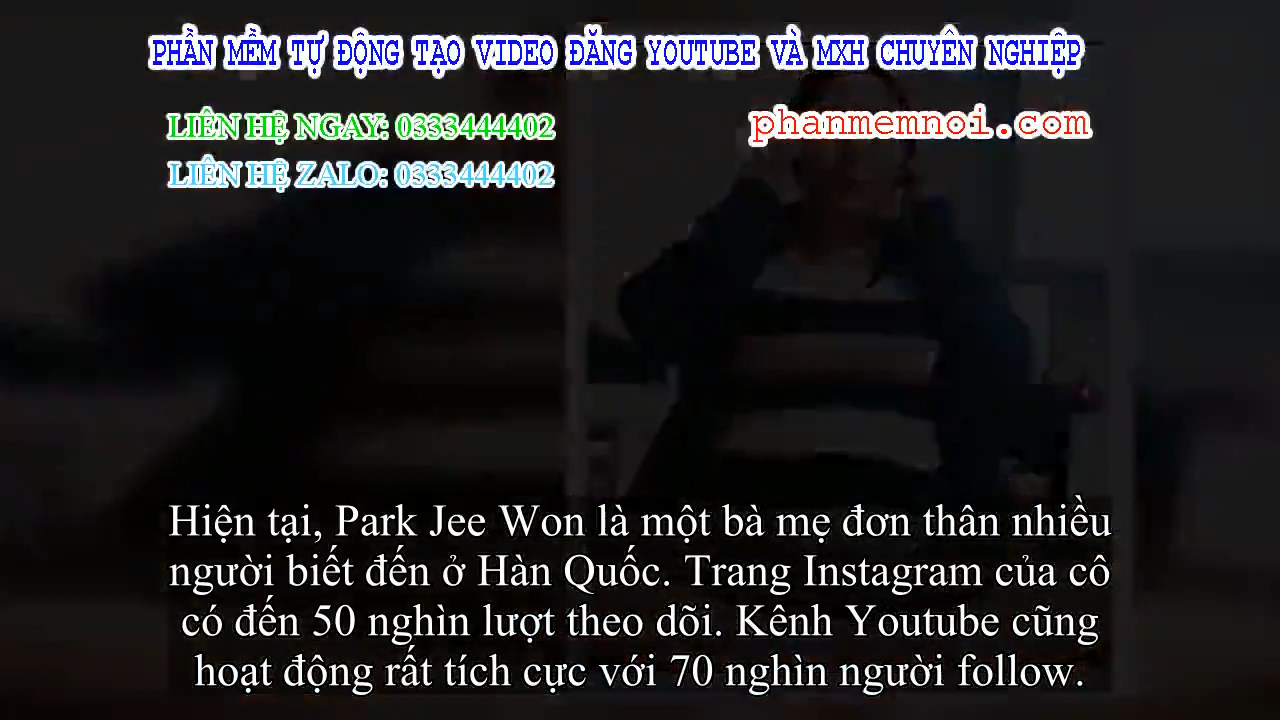 PHẦN MỀM TỰ ĐỘNG TẠO VIDEO ĐĂNG YOUTUBE VÀ MXH CHUYÊN NGHIỆP
LIÊN HỆ NGAY: 0333444402
phanmemnoi.com
LIÊN HỆ ZALO: 0333444402
Hiện tại, Park Jee Won là một bà mẹ đơn thân nhiều
người biết đến ở Hàn Quốc. Trang Instagram của cô
có đến 50 nghìn lượt theo dõi. Kênh Youtube cũng
hoạt động rất tích cực với 70 nghìn người follow.